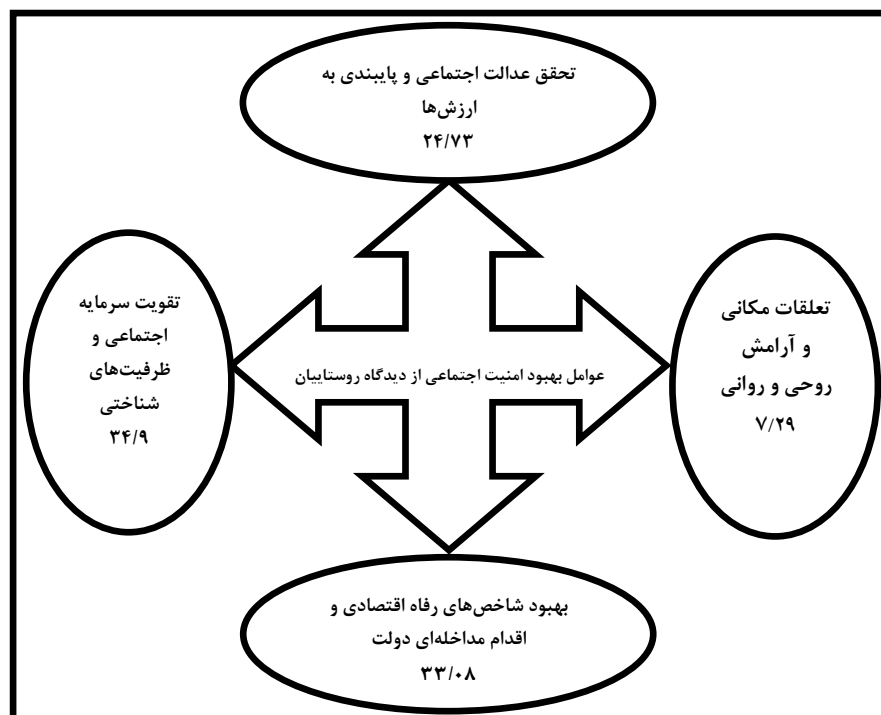 تحقق عدالت اجتماعی و پایبندی به
ارزش‌ها
۲۴/۷۳
تعلقات مکانی
و آرامش
روحی و روانی
۷/۲۹
عوامل بهبود امنیت اجتماعی از دیدگاه روستاییان
تقویت سرمایه
اجتماعی و
ظرفیت‌های
شناختی
۳۴/۹
بهبود شاخص‌های رفاه اقتصادی و
اقدام مداخله‌ای دولت
۳۳/۰۸